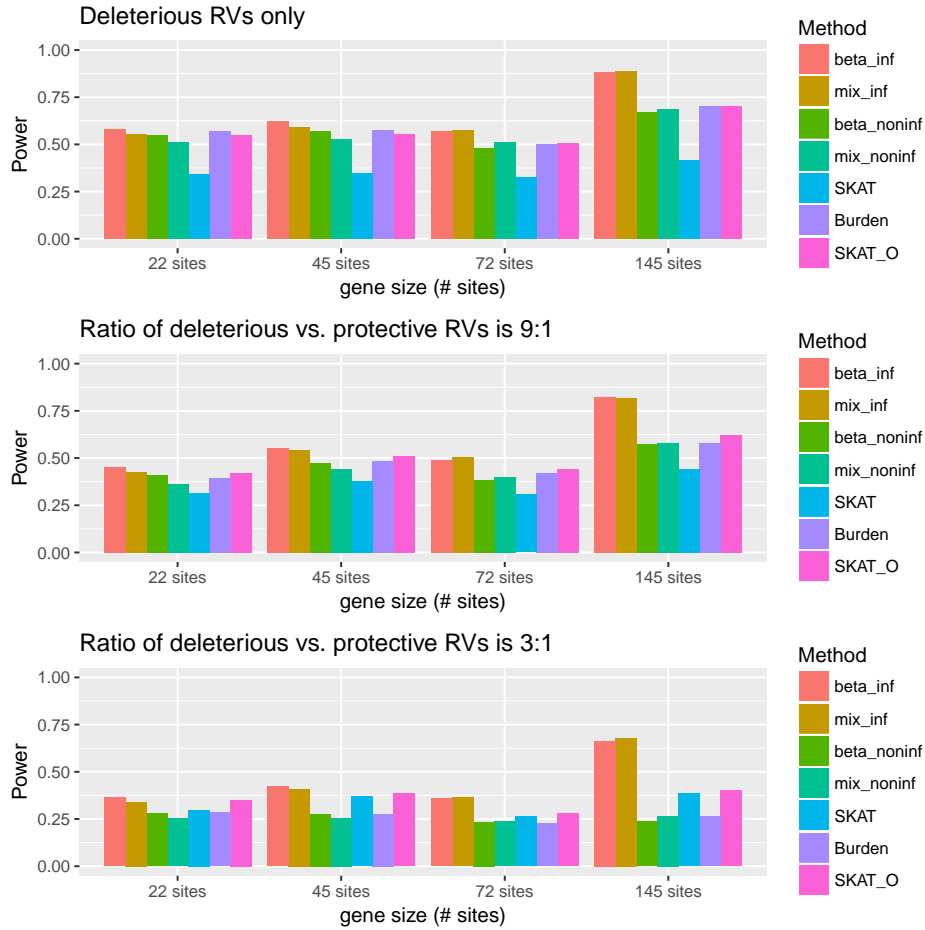 Deleterious RVs only
Power
1.00
0.75
0.50
0.25
0.00
22 sites
45 sites
72 sites
145 sites
gene size (# sites)
Method
beta_inf
mix_inf
beta_noninf
mix_noninf
SKAT
Burden
SKAT_O
Ratio of deleterious vs. protective RVs is 9:1
Power
1.00
0.75
0.50
0.25
0.00
22 sites
45 sites
72 sites
145 sites
gene size (# sites)
Method
beta_inf
mix_inf
beta_noninf
mix_noninf
SKAT
Burden
SKAT_O
Ratio of deleterious vs. protective RVs is 3:1
Power
1.00
0.75
0.50
0.25
0.00
22 sites
45 sites
72 sites
145 sites
gene size (# sites)
Method
beta_inf
mix_inf
beta_noninf
mix_noninf
SKAT
Burden
SKAT_O